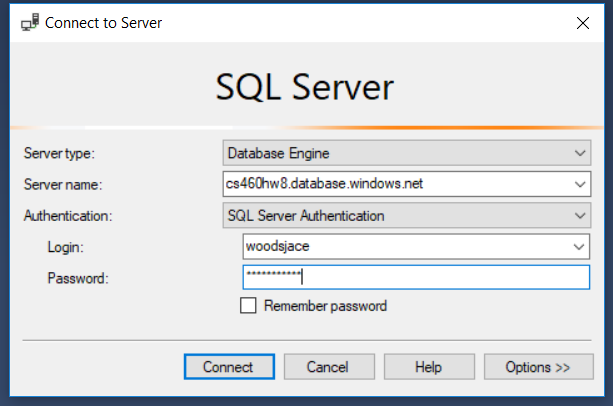 Connect to Server
SQL Server
Server type: Database Engine
Server name: cs460hw8.database.windows.net
Authentication: SQL Server Authentication
Login: woodsjace
Password: ***********
Remember password
Connect Cancel Help Options >>